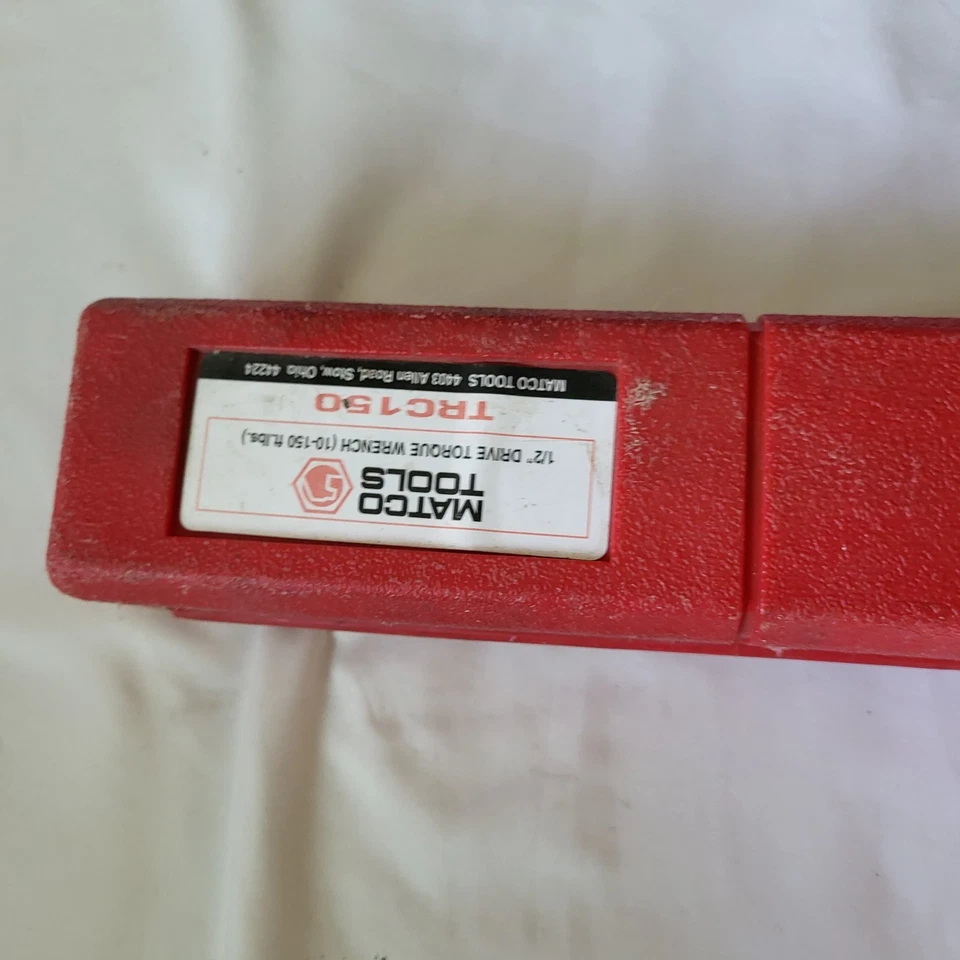 MATCO
TOOLS
1/2" DRIVE TORQUE WRENCH (10-150 ft.lbs.)
TRC150
MATCO TOOLS 4403 Allen Road, Stow, Ohio 44224